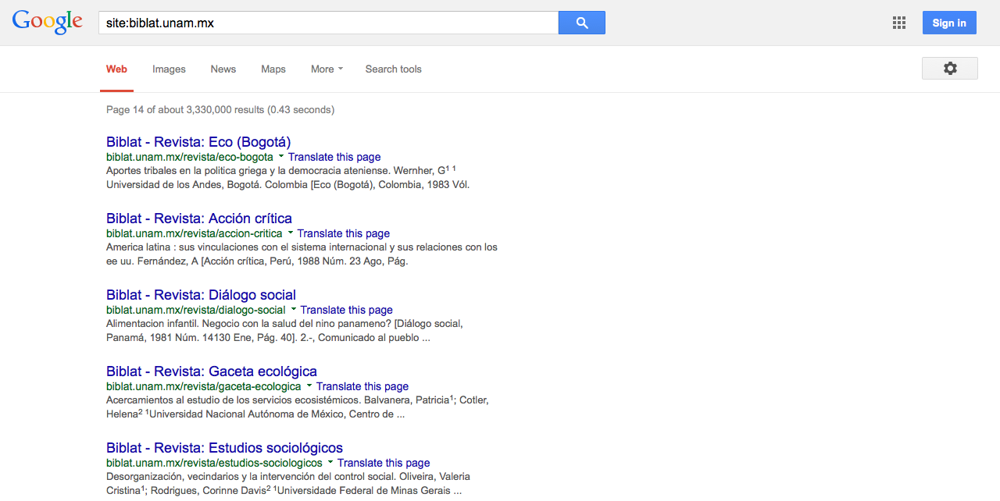 Google site:biblat.unam.mx Sign in
Web Images News Maps More Search tools
Page 14 of about 3,330,000 results (0.43 seconds)
Biblat - Revista: Eco (Bogotá)
biblat.unam.mx/revista/eco-bogota Translate this page
Aportes tribales en la politica griega y la democracia ateniense. Wernher, G¹ ¹
Universidad de los Andes, Bogotá. Colombia [Eco (Bogotá), Colombia, 1983 Vól.
Biblat - Revista: Acción crítica
biblat.unam.mx/revista/accion-critica Translate this page
America latina : sus vinculaciones con el sistema internacional y sus relaciones con los
ee uu. Fernández, A [Acción crítica, Perú, 1988 Núm. 23 Ago, Pág.
Biblat - Revista: Diálogo social
biblat.unam.mx/revista/dialogo-social Translate this page
Alimentacion infantil. Negocio con la salud del nino panameno? [Diálogo social,
Panamá, 1981 Núm. 14130 Ene, Pág. 40]. 2.-, Comunicado al pueblo ...
Biblat - Revista: Gaceta ecológica
biblat.unam.mx/revista/gaceta-ecologica Translate this page
Acercamientos al estudio de los servicios ecosistémicos. Balvanera, Patricia¹; Cotler,
Helena² ¹Universidad Nacional Autónoma de México, Centro de ...
Biblat - Revista: Estudios sociológicos
biblat.unam.mx/revista/estudios-sociologicos Translate this page
Desorganización, vecindarios y la intervención del control social. Oliveira, Valeria
Cristina¹; Rodrigues, Corinne Davis² ¹Universidade Federal de Minas Gerais ...